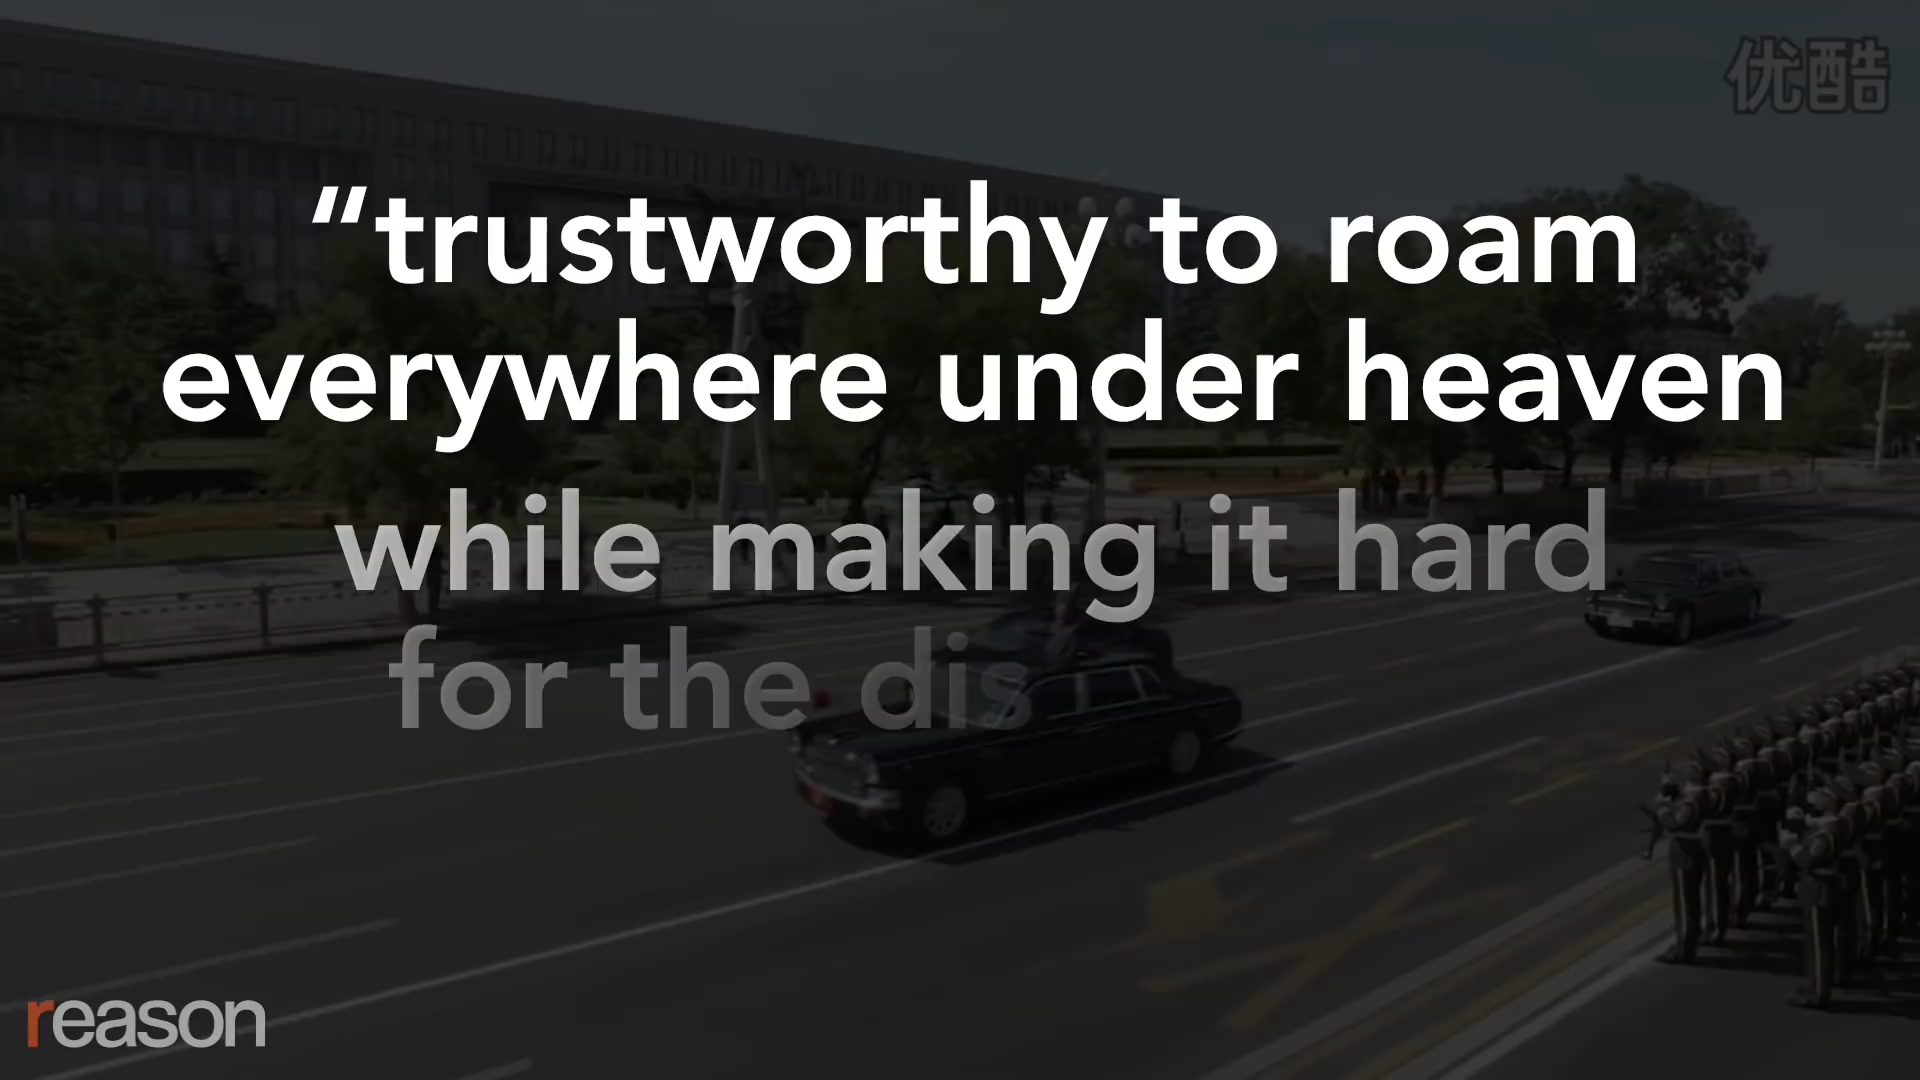 优酷
“trustworthy to roam
everywhere under heaven
while making it hard
for the dis
reason